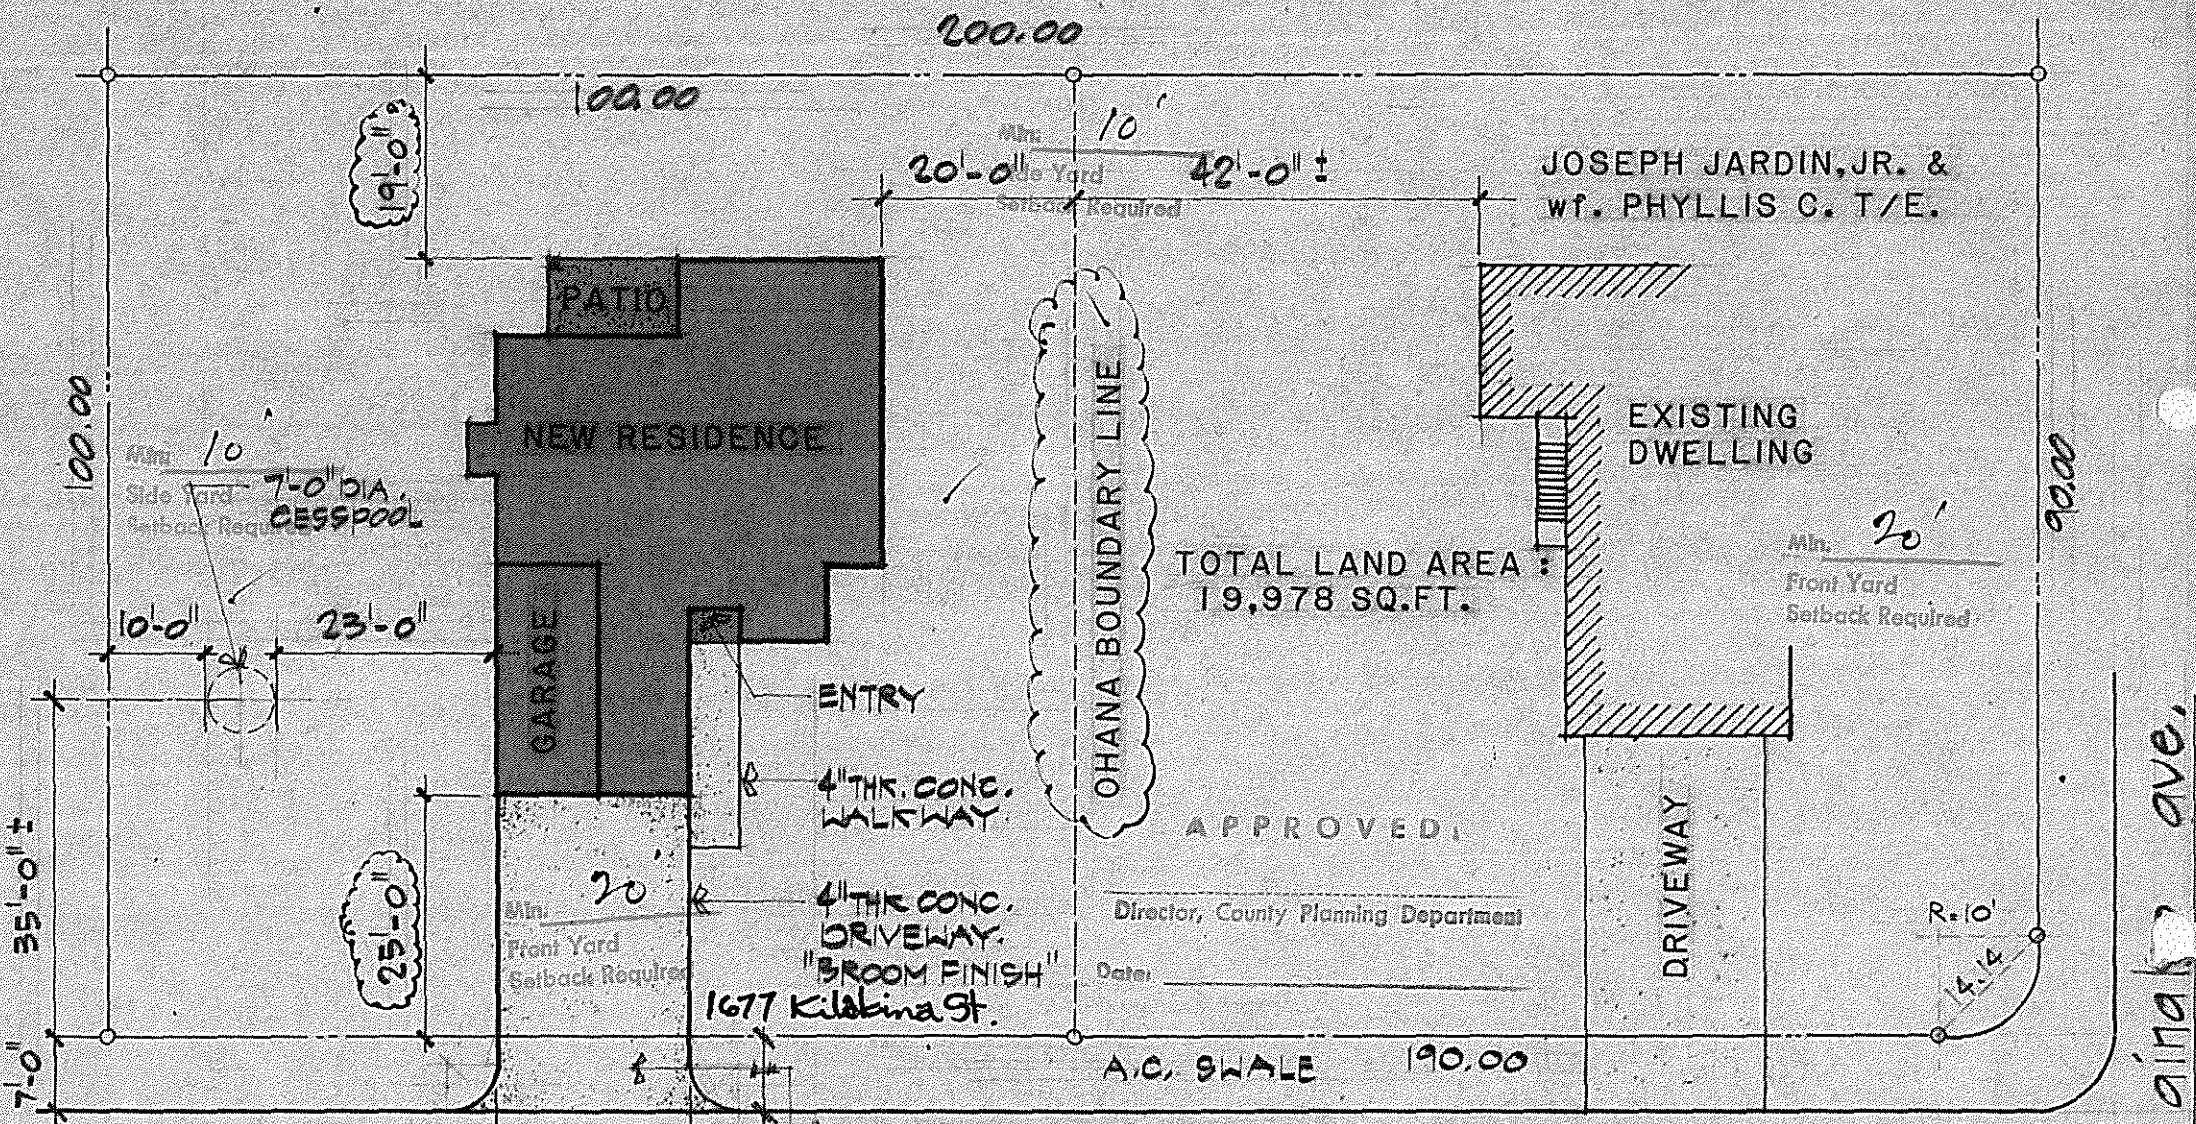 200.00
100.00
19'-0"
Min. 10'
Side Yard
Setback Required
20'-0"
42'-0" ±
JOSEPH JARDIN, JR. &
wf. PHYLLIS C. T/E.
PATIO
100.00
NEW RESIDENCE
Min. 10'
Side Yard
Setback Required
7'-0" DIA.
CESSPOOL
OHANA BOUNDARY LINE
EXISTING
DWELLING
90.00
Min. 20'
Front Yard
Setback Required
TOTAL LAND AREA :
19,978 SQ.FT.
10'-0"
23'-0"
GARAGE
ENTRY
4" THK. CONC.
WALKWAY
35'-0" ±
25'-0"
Min. 20'
Front Yard
Setback Required
4" THK CONC.
DRIVEWAY.
"BROOM FINISH"
1677 Kilakina St.
APPROVED:
Director, County Planning Department
Date:
DRIVEWAY
R=10'
14.14
7'-0"
A.C. SWALE
190.00
ave.